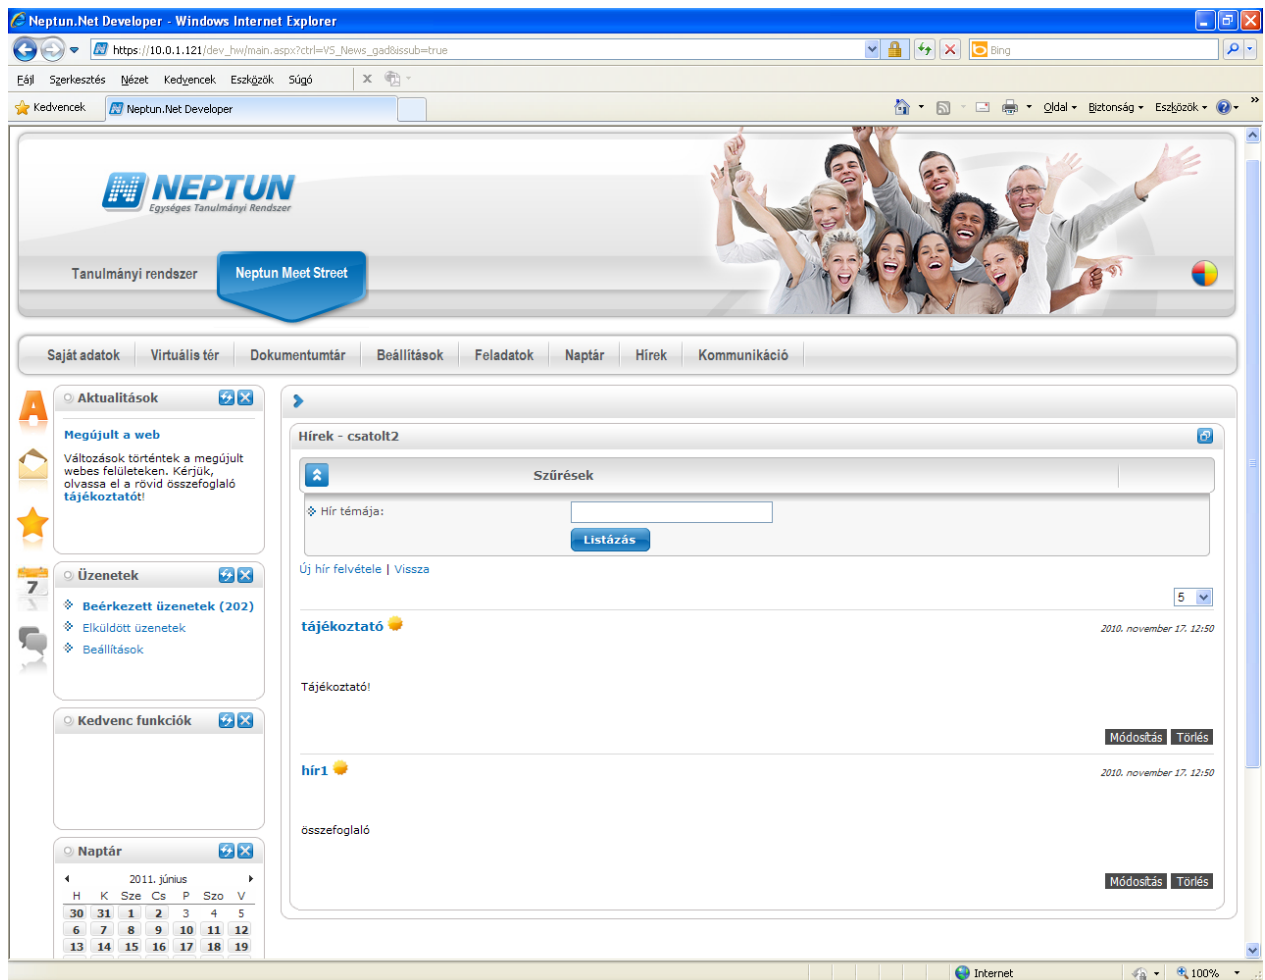 Neptun.Net Developer - Windows Internet Explorer
https://10.0.1.121/dev_hw/main.aspx?ctrl=VS_News_gad&issub=true
Bing
Fájl Szerkesztés Nézet Kedvencek Eszközök Súgó
Kedvencek Neptun.Net Developer Oldal Biztonság Eszközök
NEPTUN
Egységes Tanulmányi Rendszer
Tanulmányi rendszer Neptun Meet Street
Saját adatok Virtuális tér Dokumentumtár Beállítások Feladatok Naptár Hírek Kommunikáció
Aktualitások
Megújult a web
Változások történtek a megújult
webes felületeken. Kérjük,
olvassa el a rövid összefoglaló
tájékoztatót!
Üzenetek
Beérkezett üzenetek (202)
Elküldött üzenetek
Beállítások
Kedvenc funkciók
Naptár
2011. június
H K Sze Cs P Szo V
30 31 1 2 3 4 5
6 7 8 9 10 11 12
13 14 15 16 17 18 19
A
7
Hírek - csatolt2
Szűrések
Hír témája:
Listázás
Új hír felvétele | Vissza
5
tájékoztató 2010. november 17. 12:50
Tájékoztató!
Módosítás Törlés
hír1 2010. november 17. 12:50
összefoglaló
Módosítás Törlés
Internet 100%